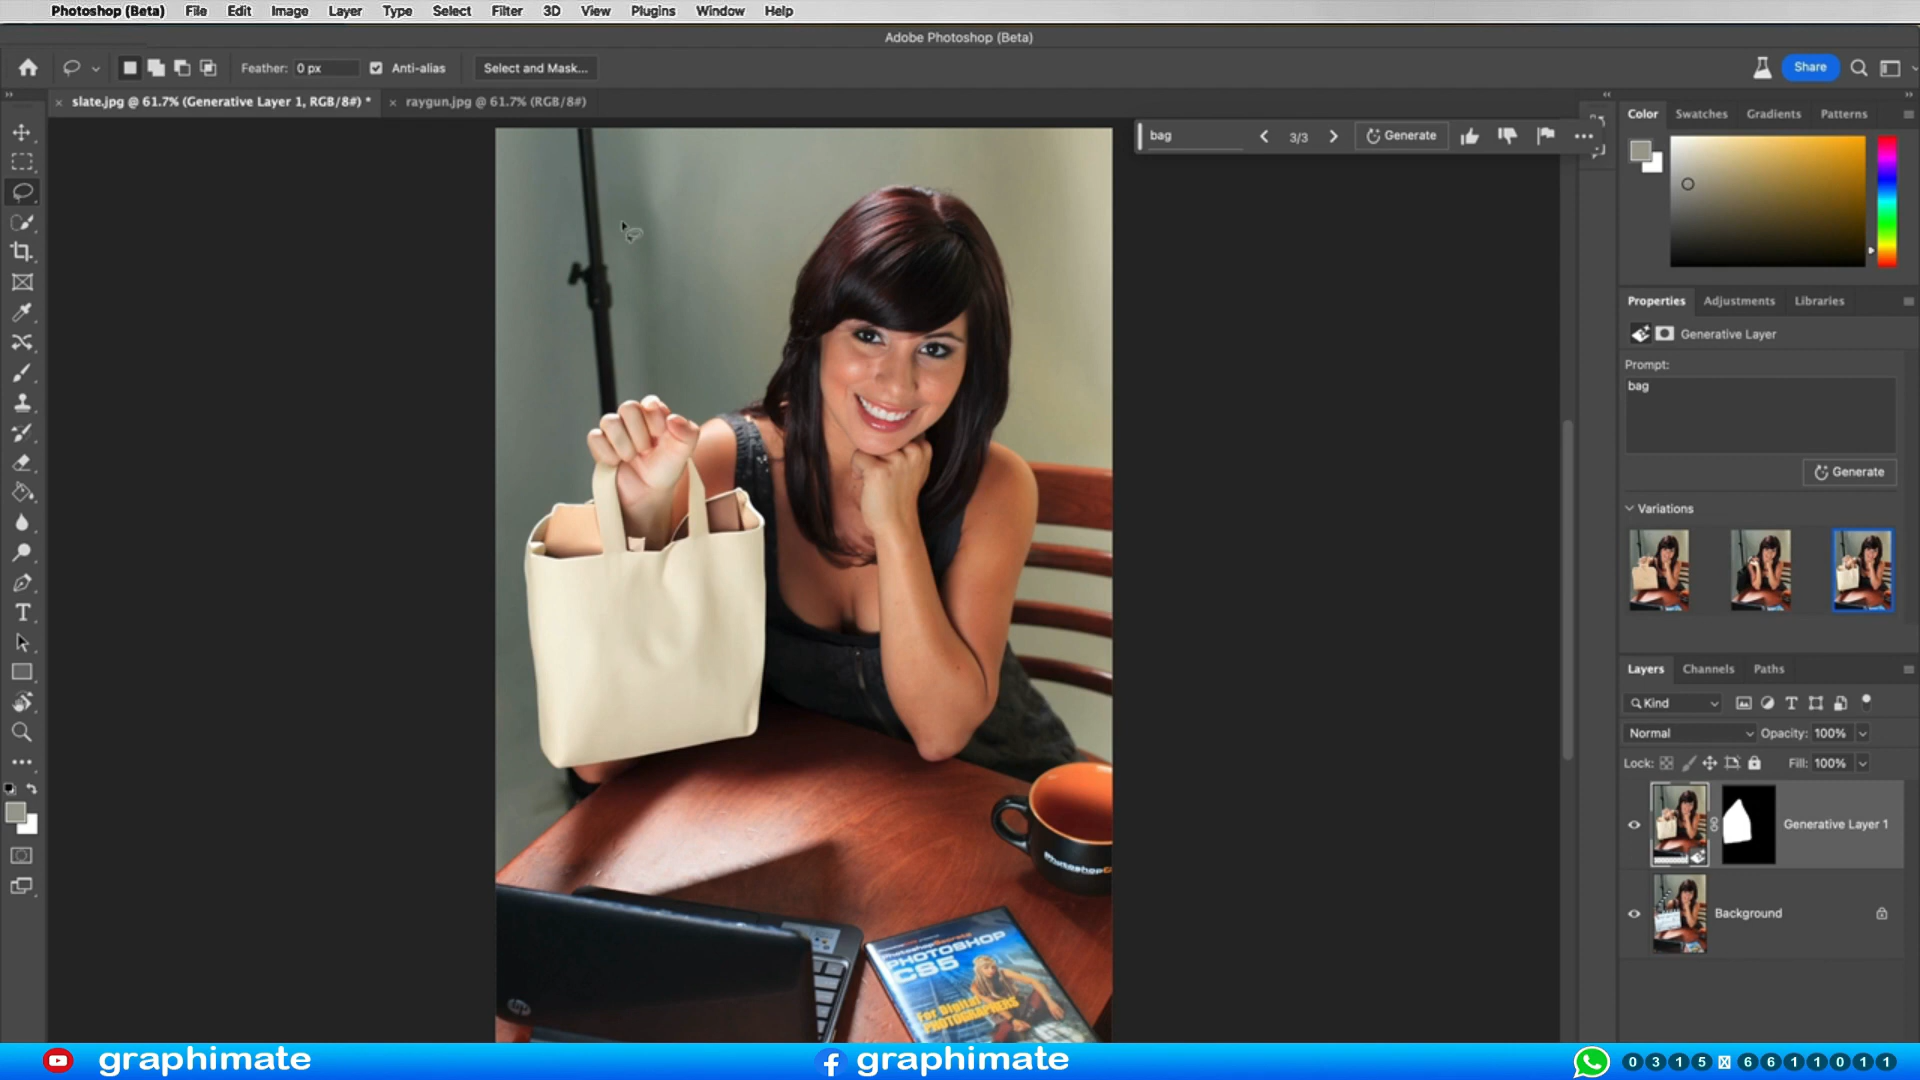 Photoshop (Beta) File Edit Image Layer Type Select Filter 3D View Plugins Window Help
Adobe Photoshop (Beta)
Feather: 0 px Anti-alias Select and Mask... Share
slate.jpg @ 61.7% (Generative Layer 1, RGB/8#) * raygun.jpg @ 61.7% (RGB/8#)
bag 3/3 Generate
Color Swatches Gradients Patterns
Properties Adjustments Libraries
Generative Layer
Prompt:
bag
Generate
Variations
Layers Channels Paths
Kind
Normal Opacity: 100%
Lock: Fill: 100%
Generative Layer 1
Background
PHOTOSHOP
CS5
For Digital
PHOTOGRAPHERS
hp
graphimate graphimate 0315 6611011